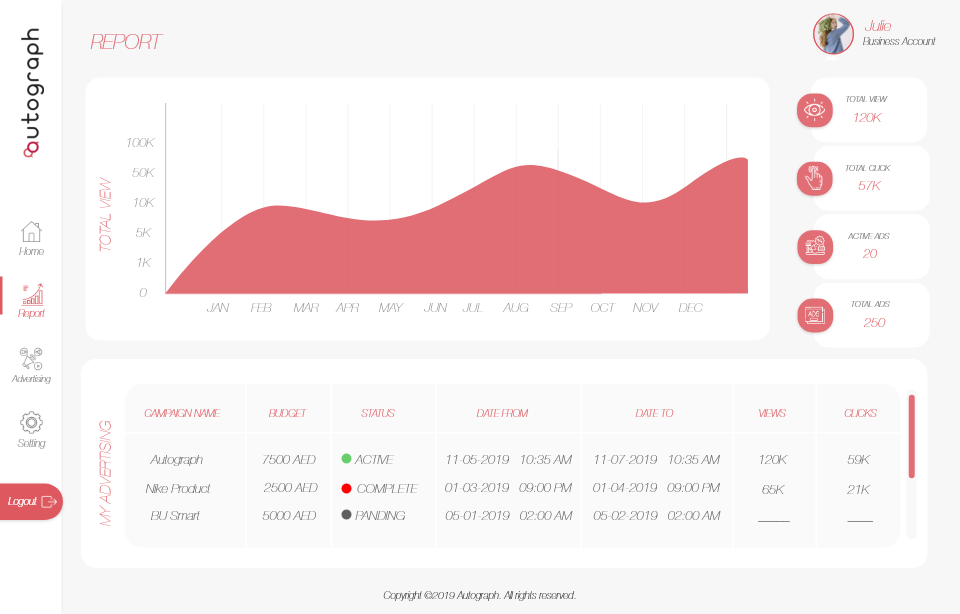 autograph
REPORT
Julie
Business Account
Home
Report
Advertising
Setting
Logout
TOTAL VIEW
100K
50K
10K
5K
1K
0
JAN FEB MAR APR MAY JUN JUL AUG SEP OCT NOV DEC
TOTAL VIEW
120K
TOTAL CLICK
57K
ACTIVE ADS
20
ADS
TOTAL ADS
250
MY ADVERTISING
CAMPAIGN NAME BUDGET STATUS DATE FROM DATE TO VIEWS CLICKS
Autograph 7500 AED ACTIVE 11-05-2019 10:35 AM 11-07-2019 10:35 AM 120K 59K
Nike Product 2500 AED COMPLETE 01-03-2019 09:00 PM 01-04-2019 09:00 PM 65K 21K
BU Smart 5000 AED PANDING 05-01-2019 02:00 AM 05-02-2019 02:00 AM
Copyright ©2019 Autograph. All rights reserved.